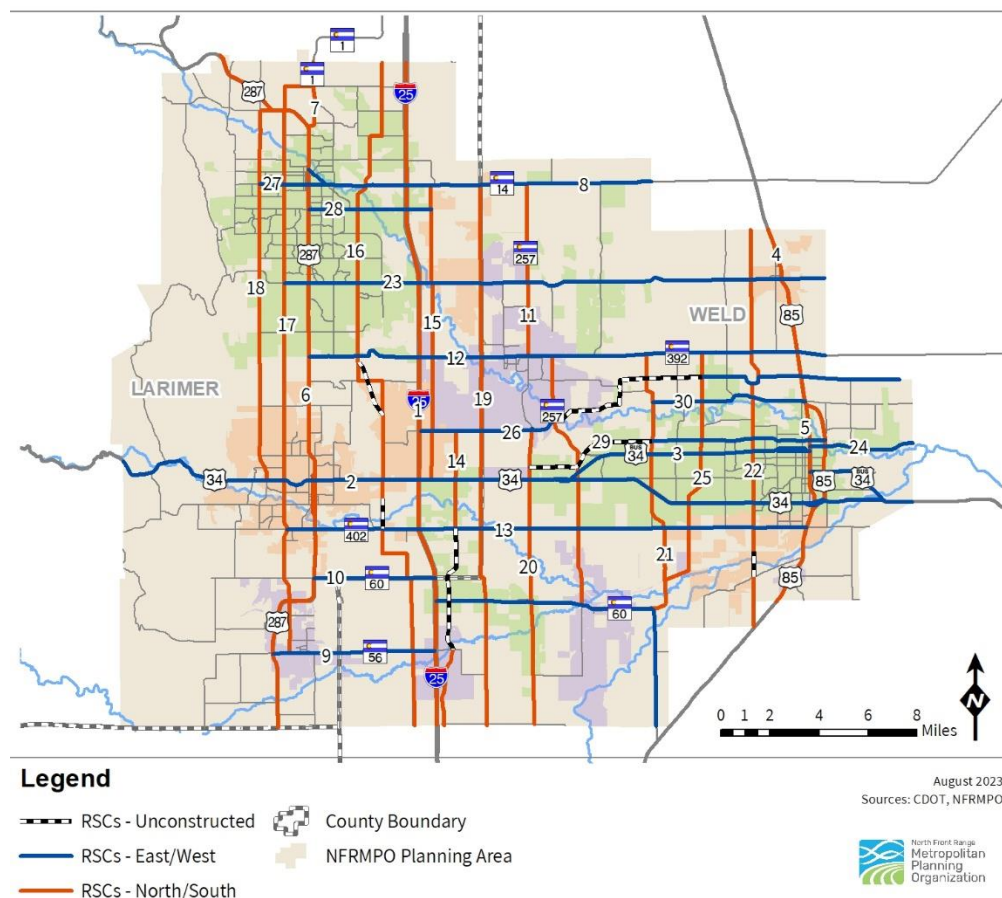 1
1
287
25
7
27
14
8
28
16
287
257
4
18
23
WELD
17
15
11
85
392
12
LARIMER
6
25
1
19
257
30
26
29
BUS
34
3
5
24
14
25
22
34
2
34
85
BUS
34
34
402
13
10
60
20
21
85
60
287
9
56
25
N
0 1 2 4 6 8
Miles
Legend
RSCs - Unconstructed
County Boundary
RSCs - East/West
NFRMPO Planning Area
RSCs - North/South
August 2023
Sources: CDOT, NFRMPO
North Front Range
Metropolitan
Planning
Organization